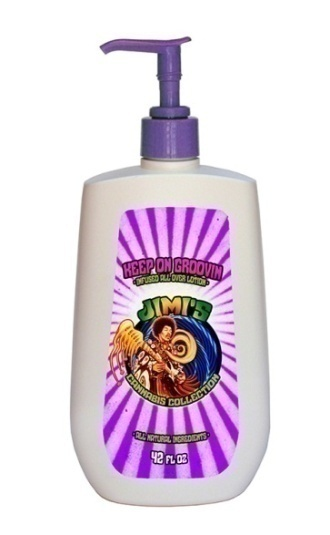 KEEP ON GROOVIN
INFUSED ALL OVER LOTION
JIMI'S
CANNABIS COLLECTION
· ALL NATURAL INGREDIENTS ·
42 FL OZ